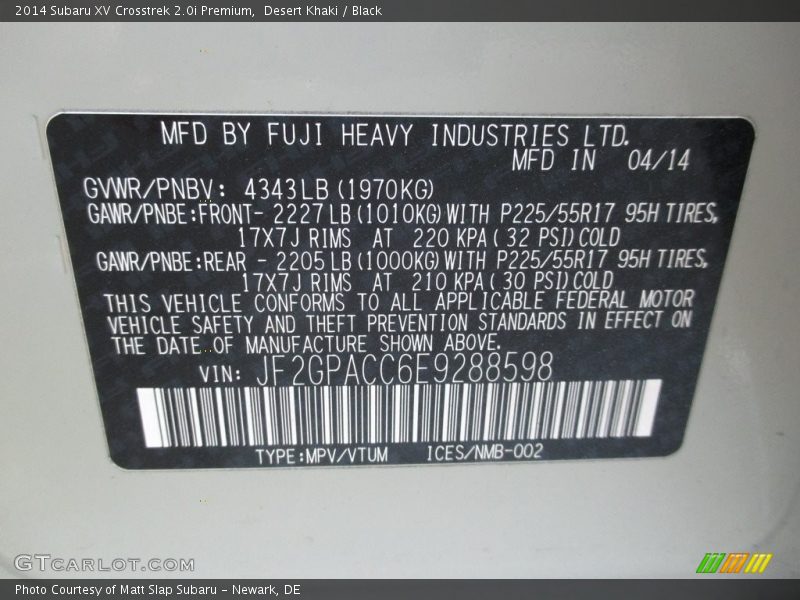 2014 Subaru XV Crosstrek 2.0i Premium, Desert Khaki / Black
MFD BY FUJI HEAVY INDUSTRIES LTD.
MFD IN 04/14
GVWR/PNBV: 4343LB (1970KG)
GAWR/PNBE:FRONT- 2227LB (1010KG) WITH P225/55R17 95H TIRES,
17X7J RIMS AT 220 KPA ( 32 PSI) COLD
GAWR/PNBE:REAR - 2205LB (1000KG) WITH P225/55R17 95H TIRES,
17X7J RIMS AT 210 KPA ( 30 PSI) COLD
THIS VEHICLE CONFORMS TO ALL APPLICABLE FEDERAL MOTOR
VEHICLE SAFETY AND THEFT PREVENTION STANDARDS IN EFFECT ON
THE DATE OF MANUFACTURE SHOWN ABOVE.
VIN: JF2GPACC6E9288598
TYPE:MPV/VTUM ICES/NMB-002
GTCARLOT.COM
Photo Courtesy of Matt Slap Subaru - Newark, DE